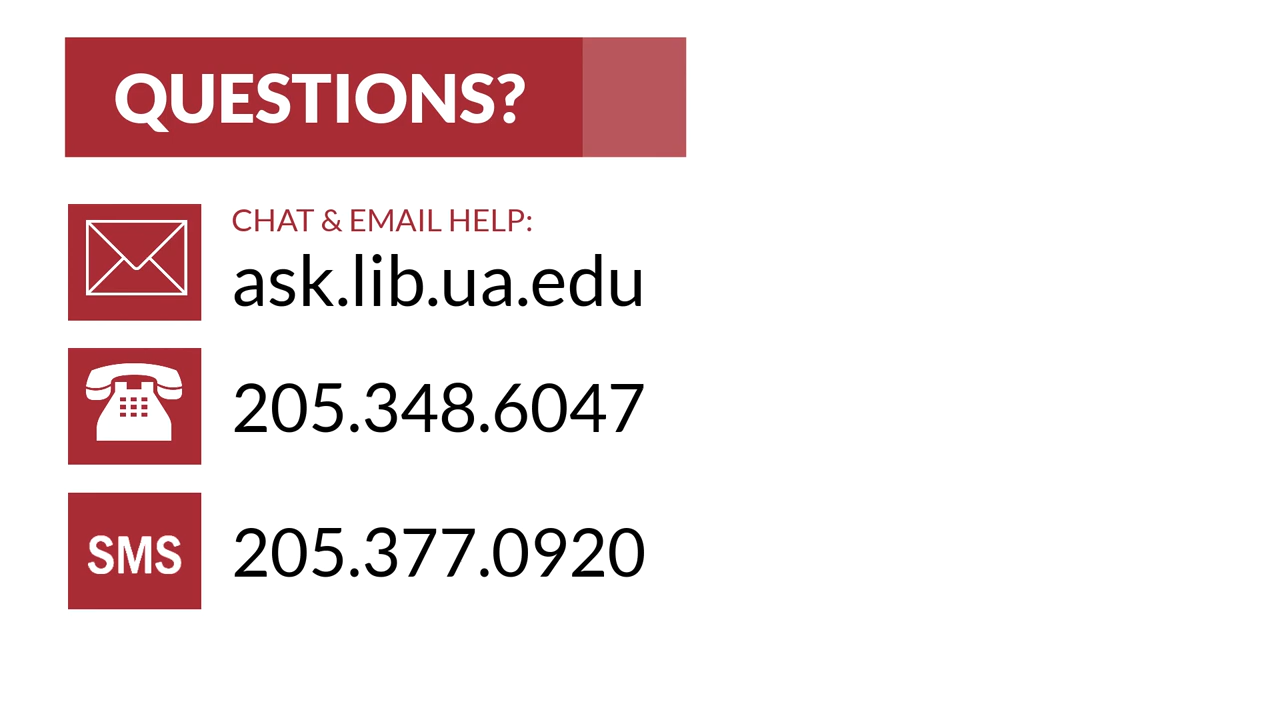 QUESTIONS?
CHAT & EMAIL HELP:
ask.lib.ua.edu
205.348.6047
SMS
205.377.0920